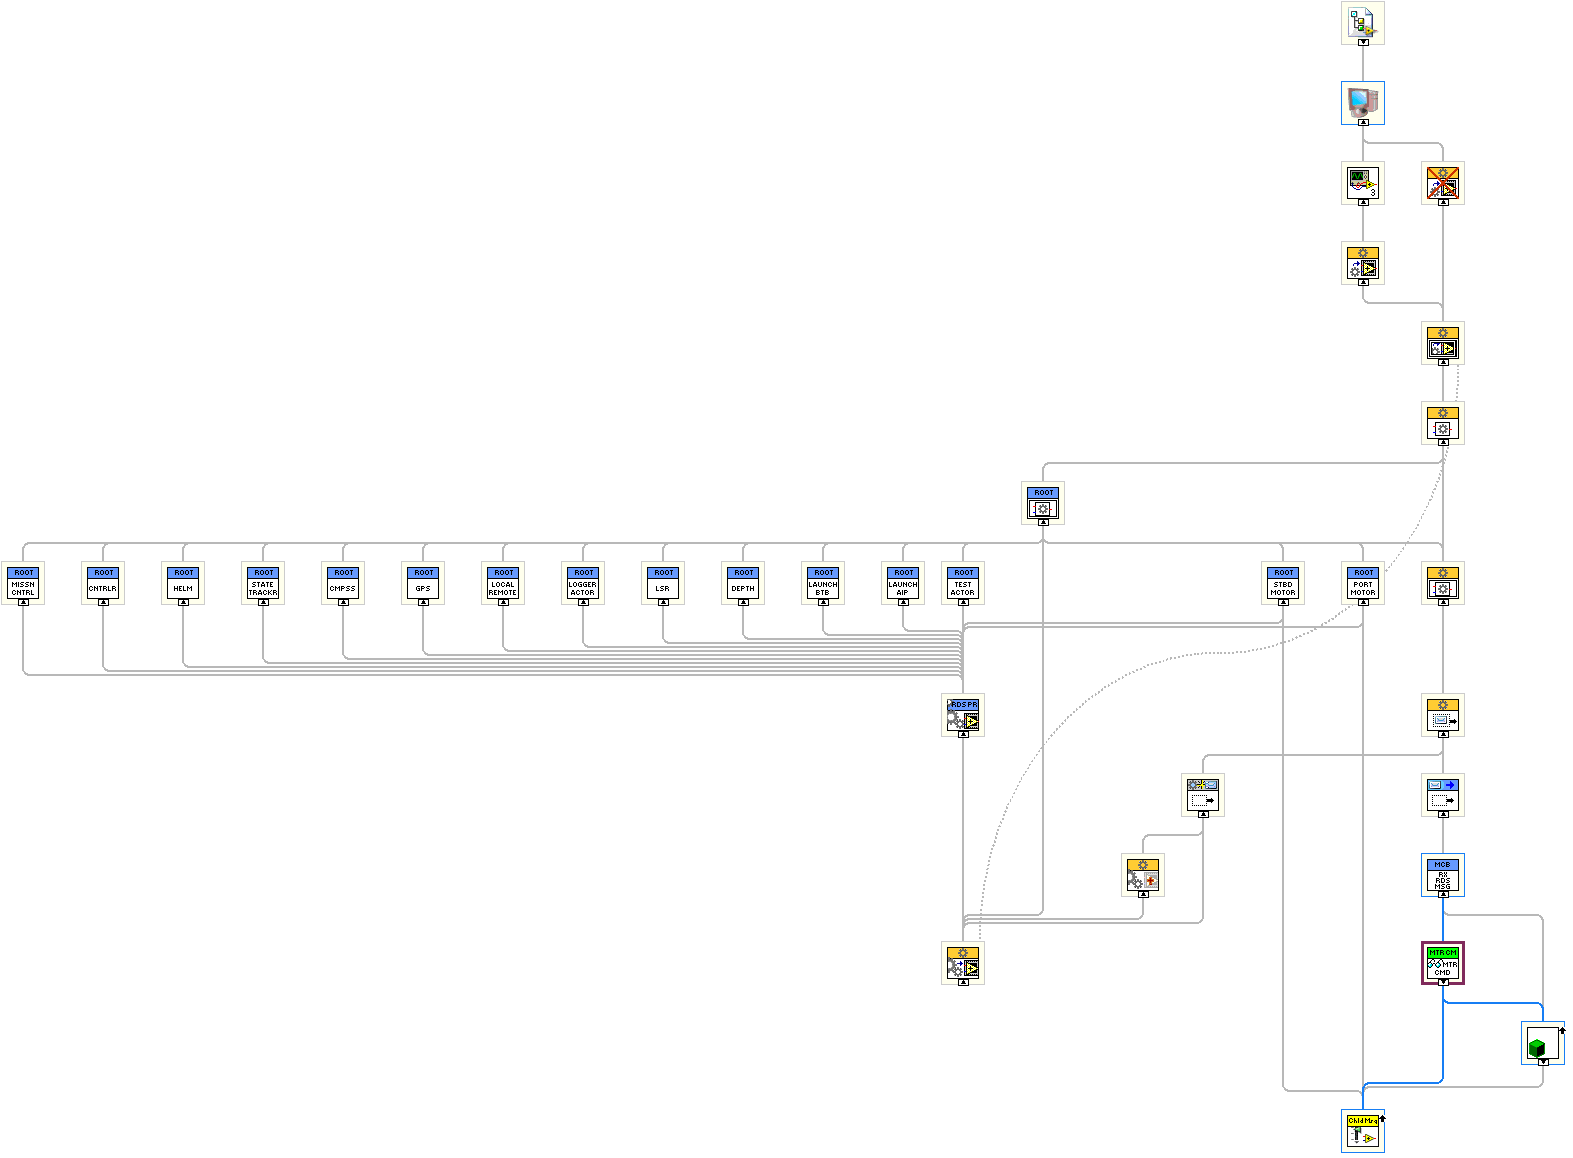 3
ROOT
ROOT
MISSN
CNTRL
ROOT
CNTRLR
ROOT
HELM
ROOT
STATE
TRACKR
ROOT
CMPSS
ROOT
GPS
ROOT
LOCAL
REMOTE
ROOT
LOGGER
ACTOR
ROOT
LSR
ROOT
DEPTH
ROOT
LAUNCH
BTB
ROOT
LAUNCH
AIP
ROOT
TEST
ACTOR
ROOT
STBD
MOTOR
ROOT
PORT
MOTOR
RDS PR
MCB
RX
RDS
MSG
MTR CM
MTR
CMD
Chld Msg